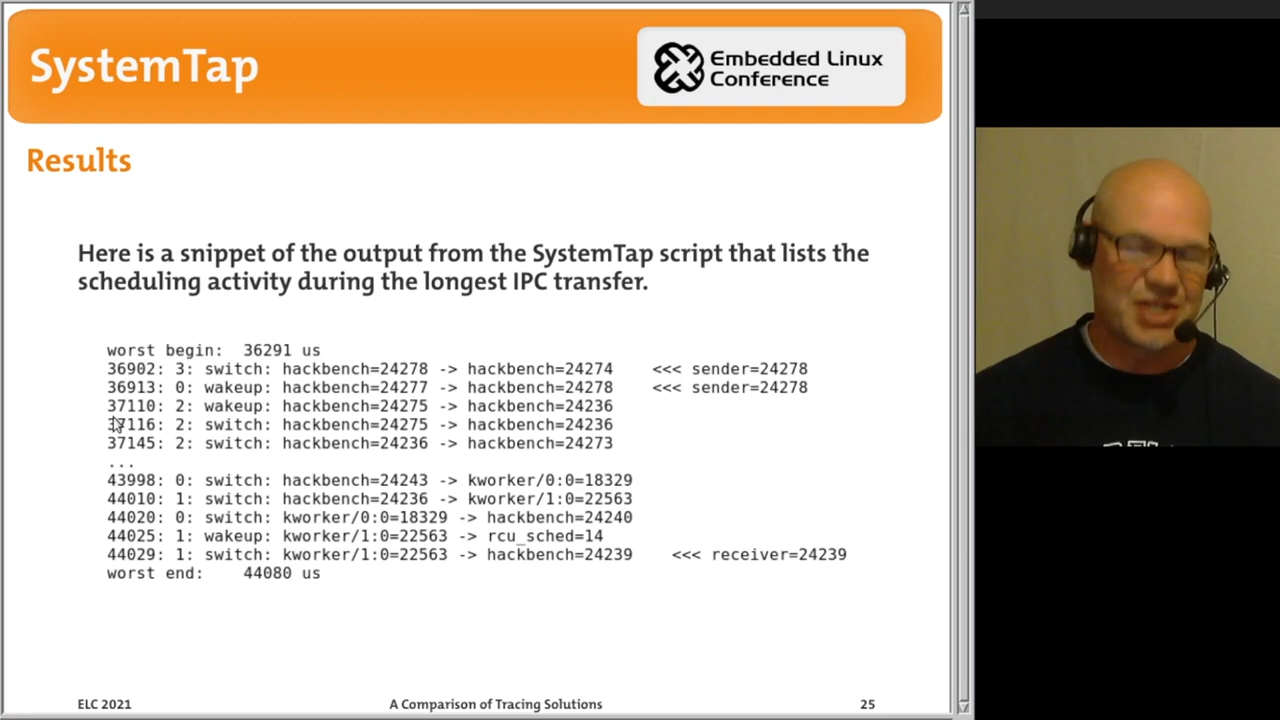 SystemTap
Embedded Linux
Conference
Results
Here is a snippet of the output from the SystemTap script that lists the
scheduling activity during the longest IPC transfer.
worst begin:  36291 us
36902: 3: switch: hackbench=24278 -> hackbench=24274    <<< sender=24278
36913: 0: wakeup: hackbench=24277 -> hackbench=24278    <<< sender=24278
37110: 2: wakeup: hackbench=24275 -> hackbench=24236
37116: 2: switch: hackbench=24275 -> hackbench=24236
37145: 2: switch: hackbench=24236 -> hackbench=24273
...
43998: 0: switch: hackbench=24243 -> kworker/0:0=18329
44010: 1: switch: hackbench=24236 -> kworker/1:0=22563
44020: 0: switch: kworker/0:0=18329 -> hackbench=24240
44025: 1: wakeup: kworker/1:0=22563 -> rcu_sched=14
44029: 1: switch: kworker/1:0=22563 -> hackbench=24239    <<< receiver=24239
worst end:    44080 us
ELC 2021
A Comparison of Tracing Solutions
25